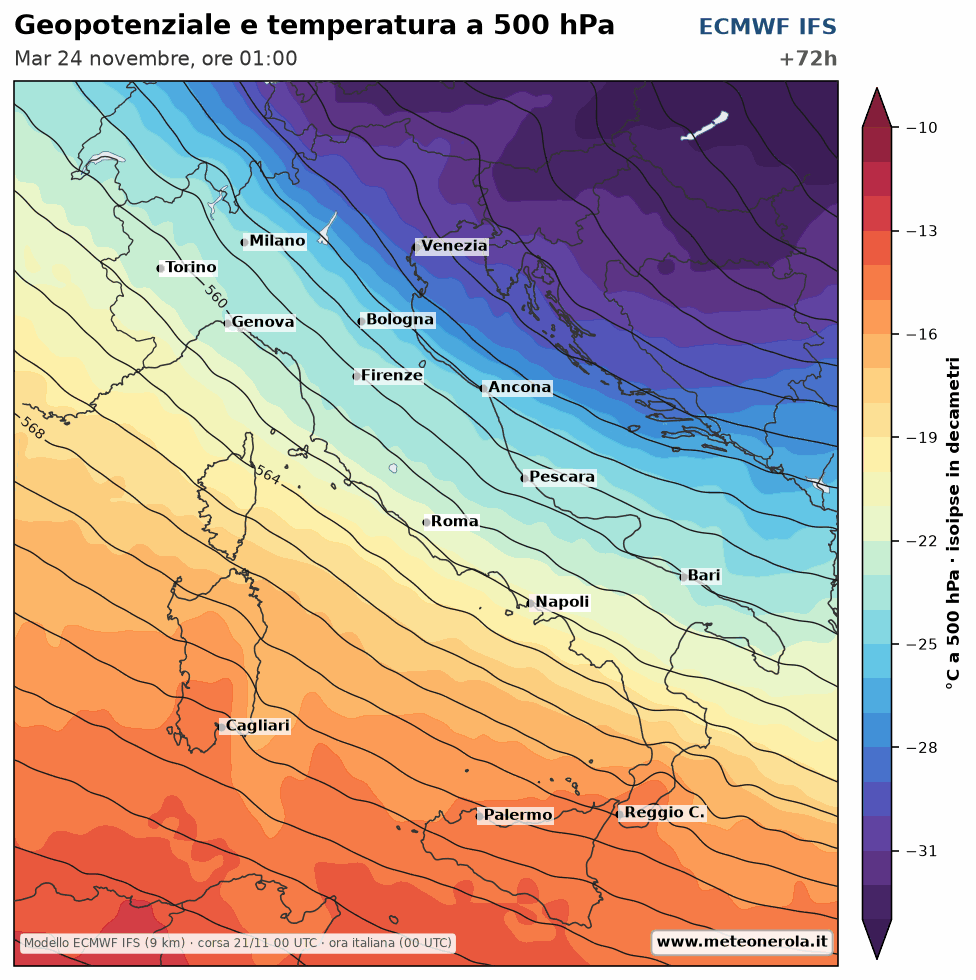 Geopotenziale e temperatura a 500 hPa
ECMWF IFS
Mar 24 novembre, ore 01:00
+72h
Milano
Venezia
Torino
560
Genova
Bologna
Firenze
Ancona
568
564
Pescara
Roma
Bari
Napoli
Cagliari
Palermo
Reggio C.
Modello ECMWF IFS (9 km) · corsa 21/11 00 UTC · ora italiana (00 UTC)
www.meteonerola.it
−10
−13
−16
−19
−22
−25
−28
−31
°C a 500 hPa · isoipse in decametri